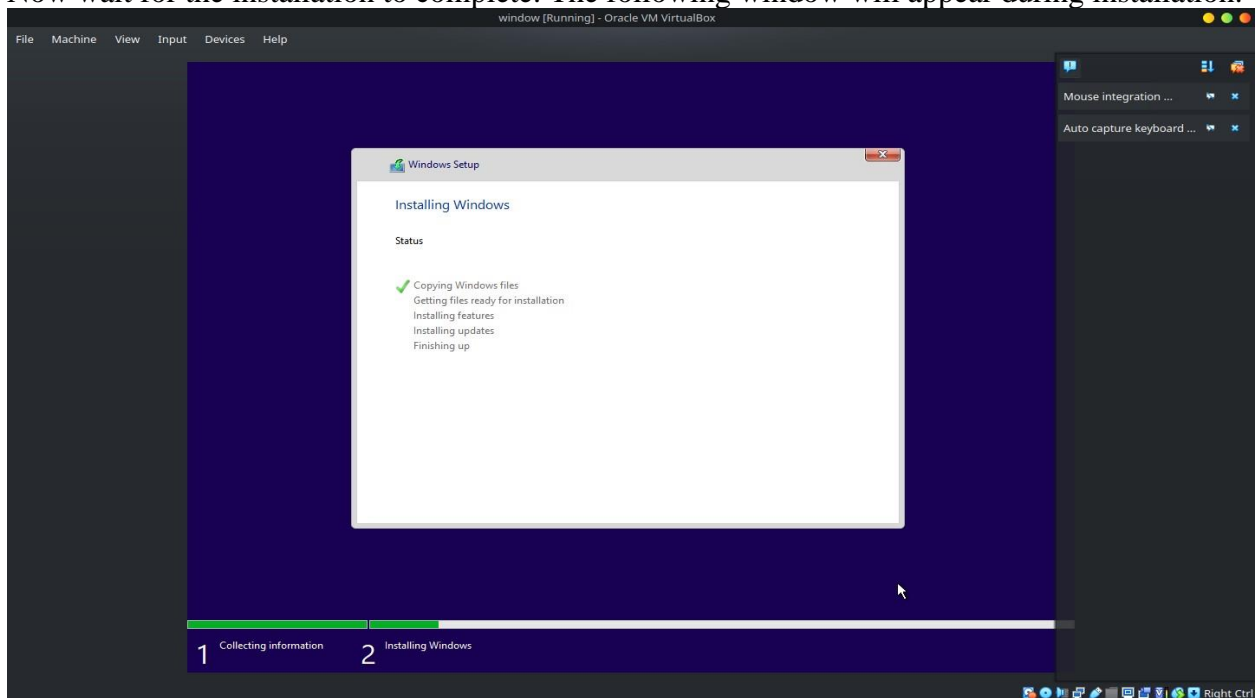 Now wait for the installation to complete. The following window will appear during installation.
window [Running] - Oracle VM VirtualBox
File Machine View Input Devices Help
Mouse integration ...
Auto capture keyboard ...
Windows Setup
Installing Windows
Status
Copying Windows files
Getting files ready for installation
Installing features
Installing updates
Finishing up
1 Collecting information 2 Installing Windows
Right Ctrl